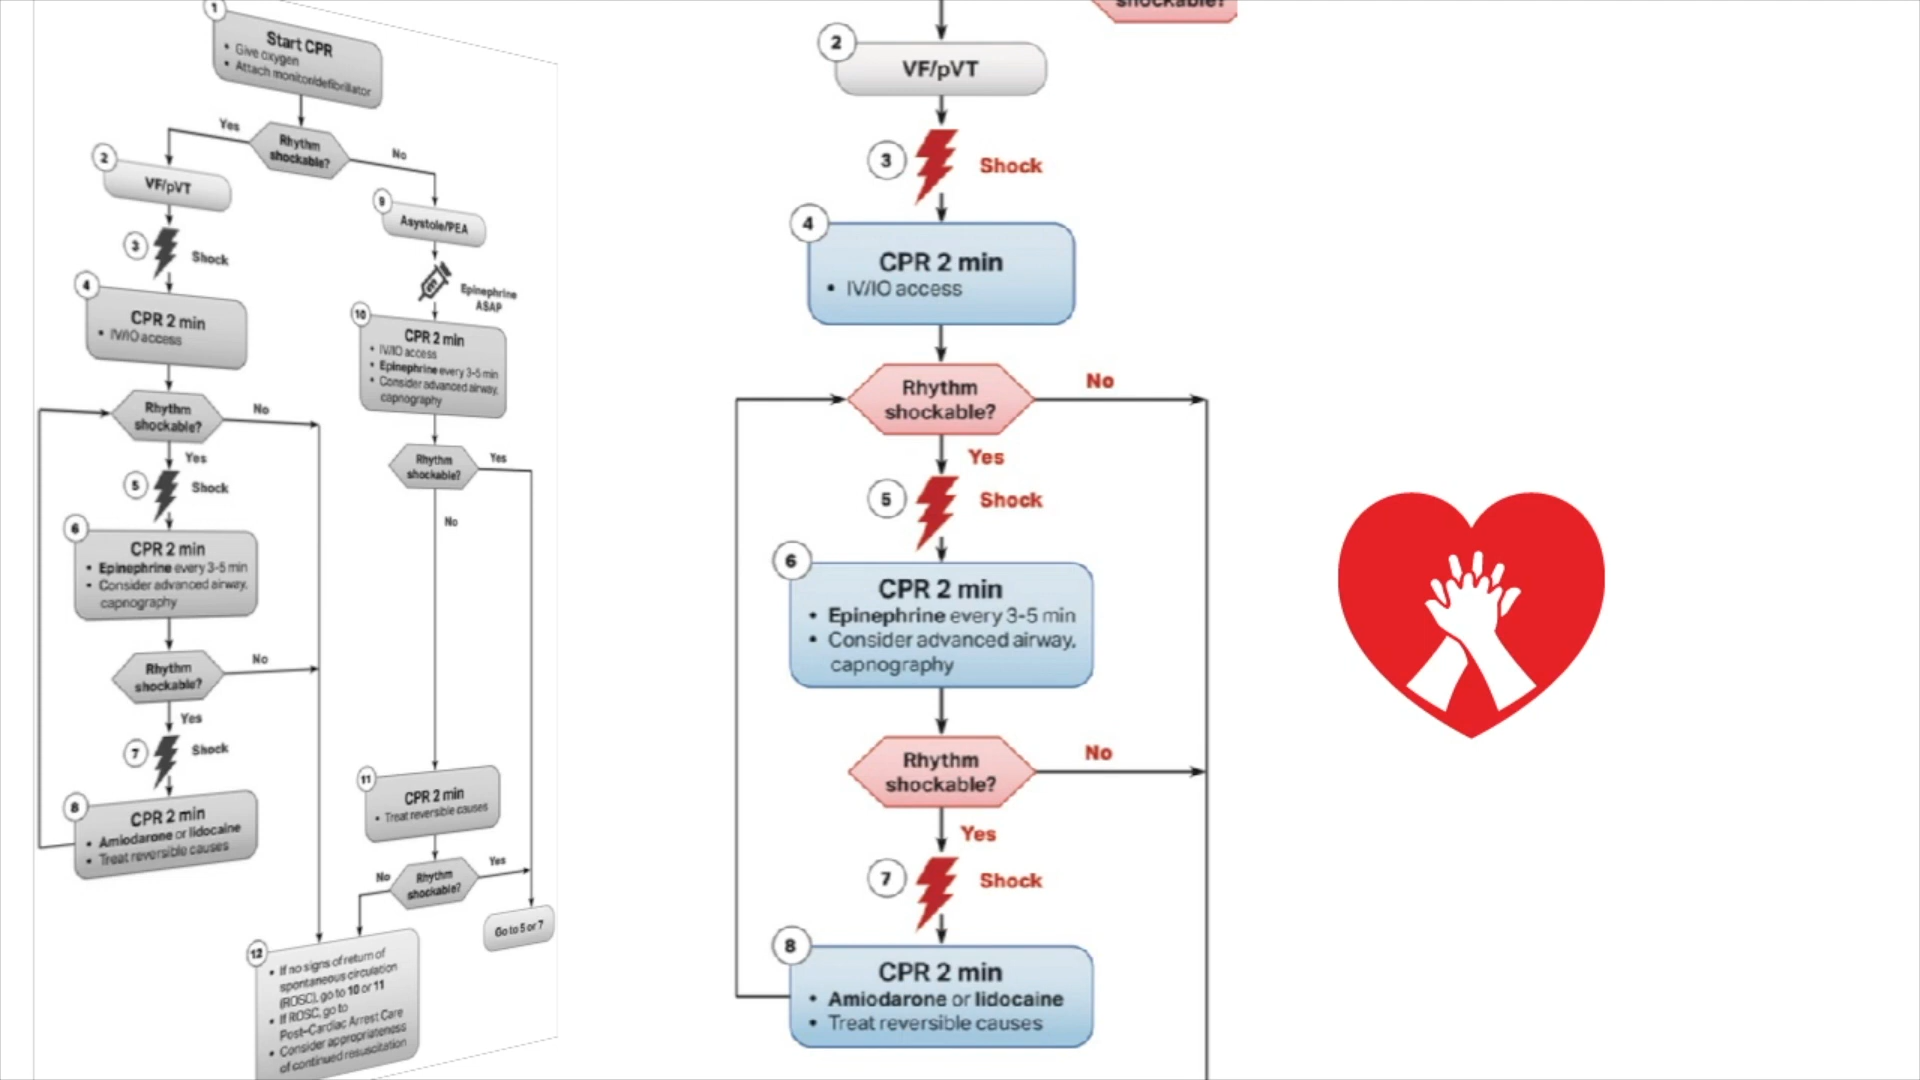 1
Start CPR
• Give oxygen
• Attach monitor/defibrillator
Rhythm
shockable?
Yes
No
2
VF/pVT
3
Shock
4
CPR 2 min
• IV/IO access
Rhythm
shockable?
No
Yes
5
Shock
6
CPR 2 min
• Epinephrine every 3-5 min
• Consider advanced airway,
capnography
Rhythm
shockable?
No
Yes
7
Shock
8
CPR 2 min
• Amiodarone or lidocaine
• Treat reversible causes
9
Asystole/PEA
Epinephrine
ASAP
10
CPR 2 min
• IV/IO access
• Epinephrine every 3-5 min
• Consider advanced airway,
capnography
Rhythm
shockable?
Yes
No
11
CPR 2 min
• Treat reversible causes
Rhythm
shockable?
No
Yes
Go to 5 or 7
12
• If no signs of return of
spontaneous circulation
(ROSC), go to 10 or 11
• If ROSC, go to
Post-Cardiac Arrest Care
• Consider appropriateness
of continued resuscitation
shockable?
2
VF/pVT
3
Shock
4
CPR 2 min
• IV/IO access
Rhythm
shockable?
No
Yes
5
Shock
6
CPR 2 min
• Epinephrine every 3-5 min
• Consider advanced airway,
capnography
Rhythm
shockable?
No
Yes
7
Shock
8
CPR 2 min
• Amiodarone or lidocaine
• Treat reversible causes